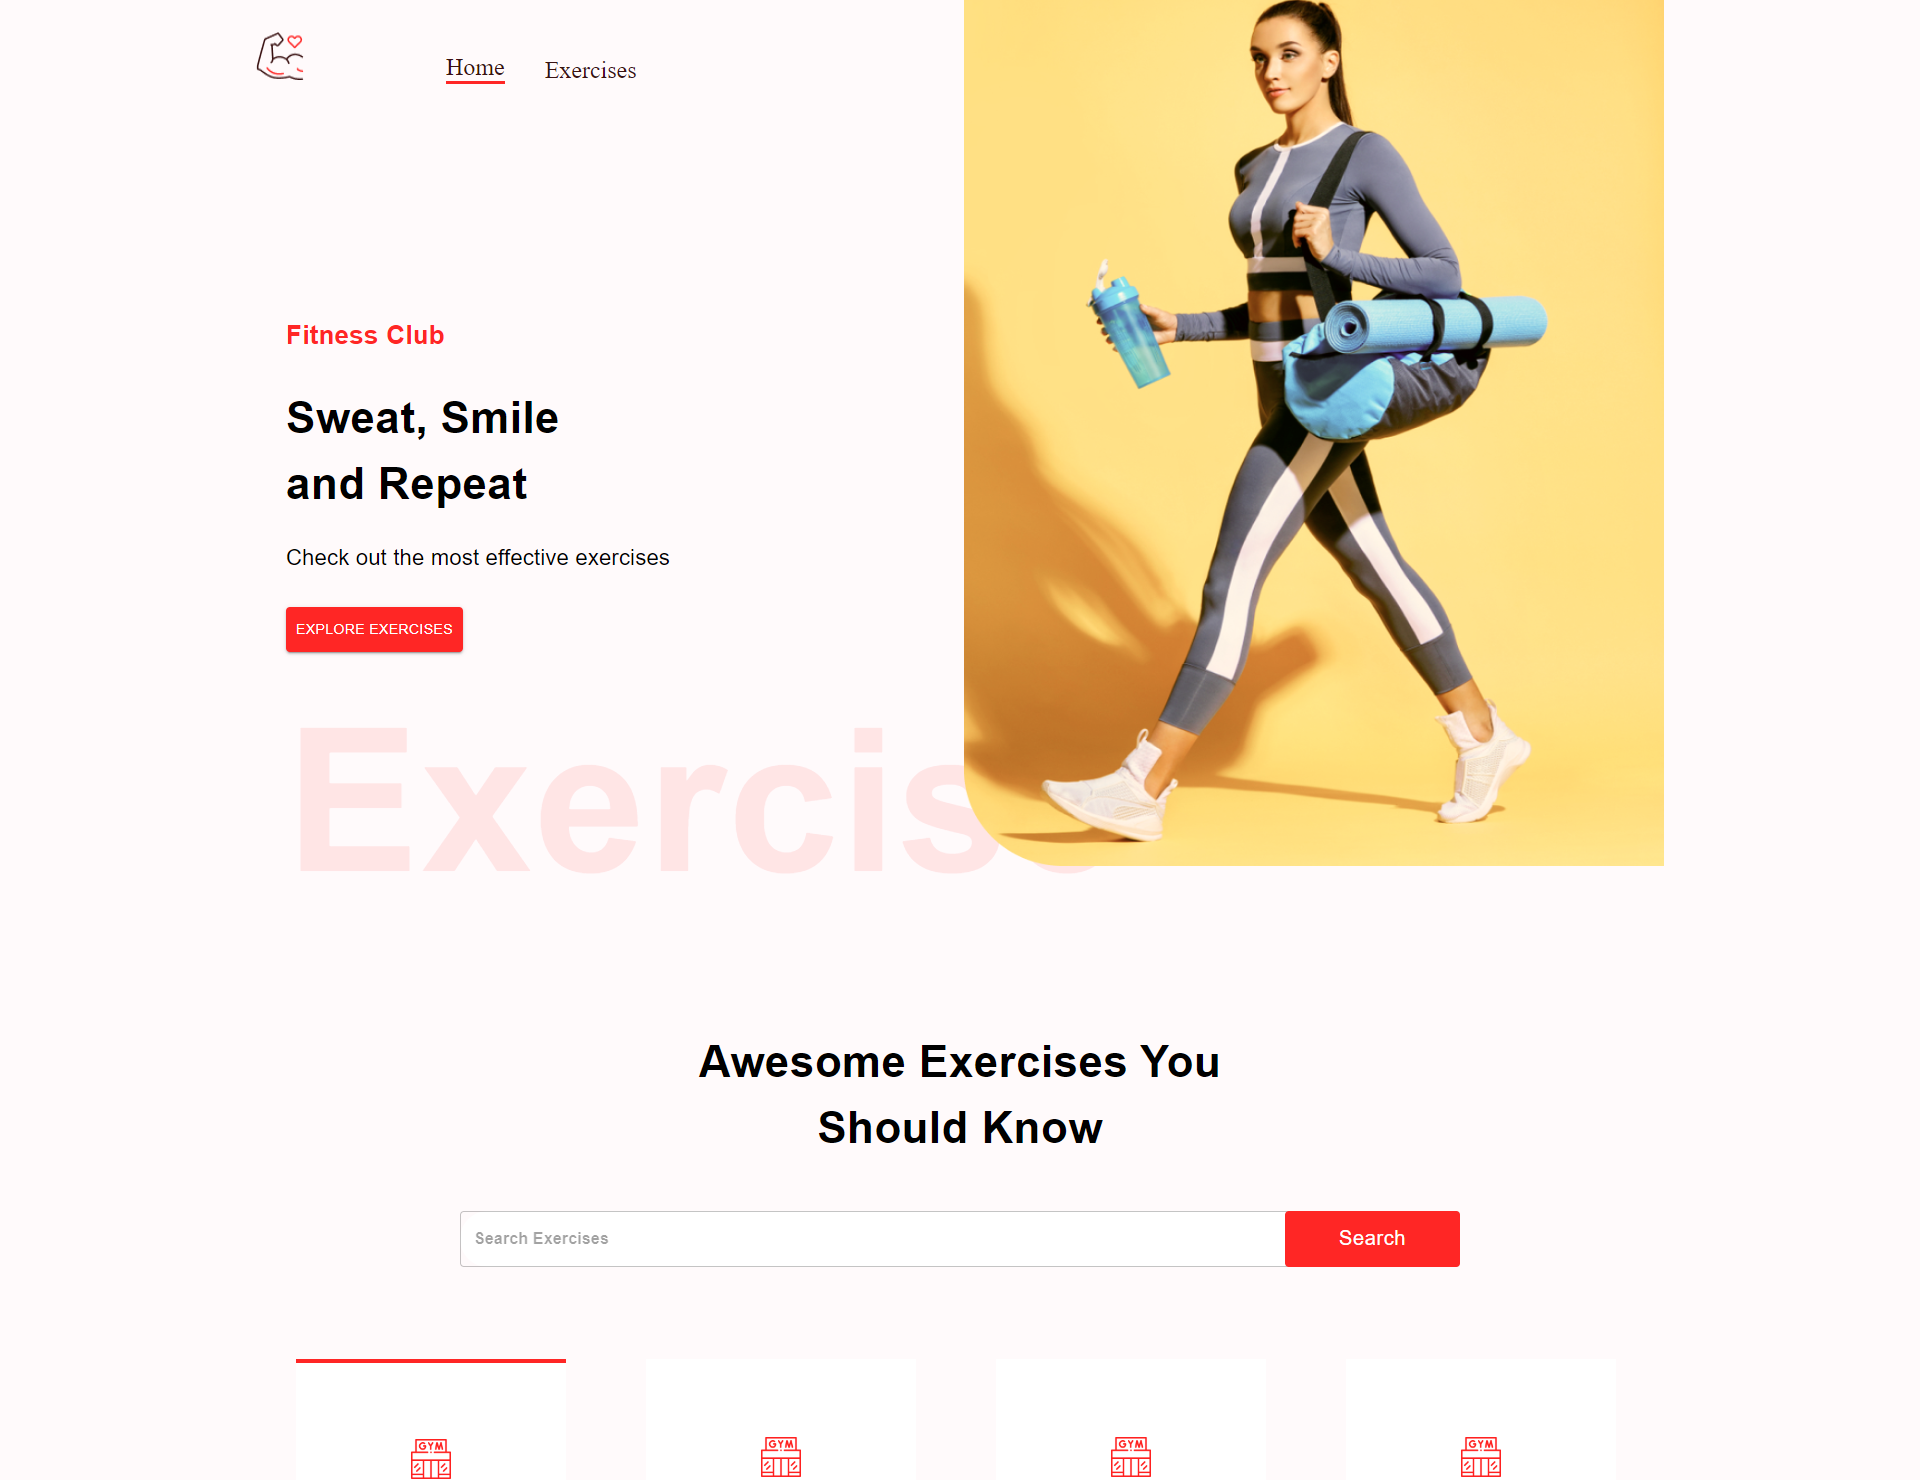 Home
Exercises
Fitness Club
Sweat, Smile
and Repeat
Check out the most effective exercises
EXPLORE EXERCISES
Exercise
Awesome Exercises You
Should Know
Search Exercises
Search
GYM
GYM
GYM
GYM